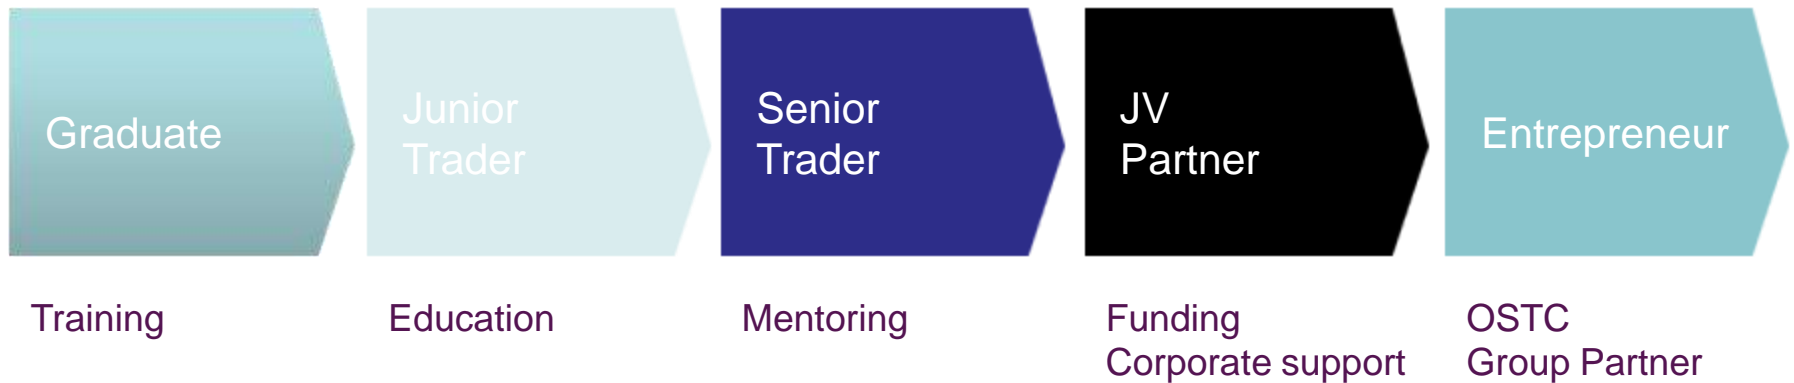 Graduate
Junior
Trader
Senior
Trader
JV
Partner
Entrepreneur
Training
Education
Mentoring
Funding
Corporate support
OSTC
Group Partner